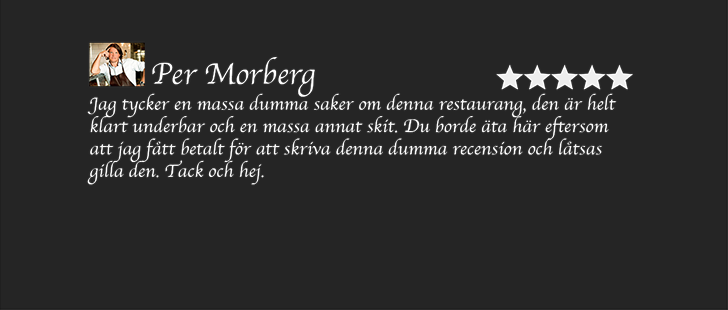 Per Morberg
Jag tycker en massa dumma saker om denna restaurang, den är helt
klart underbar och en massa annat skit. Du borde äta här eftersom
att jag fått betalt för att skriva denna dumma recension och låtsas
gilla den. Tack och hej.